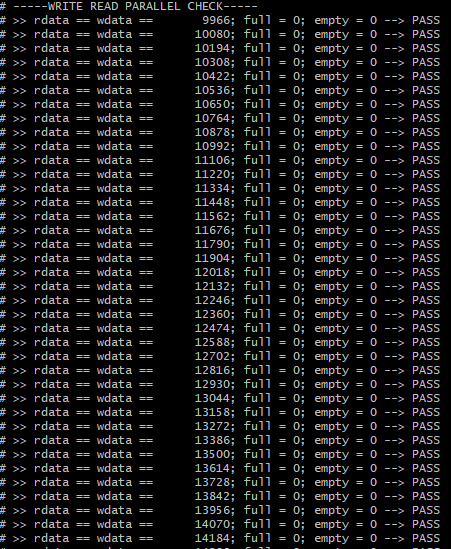 # -----WRITE READ PARALLEL CHECK-----
# >> rdata == wdata ==       9966; full = 0; empty = 0 --> PASS
# >> rdata == wdata ==      10080; full = 0; empty = 0 --> PASS
# >> rdata == wdata ==      10194; full = 0; empty = 0 --> PASS
# >> rdata == wdata ==      10308; full = 0; empty = 0 --> PASS
# >> rdata == wdata ==      10422; full = 0; empty = 0 --> PASS
# >> rdata == wdata ==      10536; full = 0; empty = 0 --> PASS
# >> rdata == wdata ==      10650; full = 0; empty = 0 --> PASS
# >> rdata == wdata ==      10764; full = 0; empty = 0 --> PASS
# >> rdata == wdata ==      10878; full = 0; empty = 0 --> PASS
# >> rdata == wdata ==      10992; full = 0; empty = 0 --> PASS
# >> rdata == wdata ==      11106; full = 0; empty = 0 --> PASS
# >> rdata == wdata ==      11220; full = 0; empty = 0 --> PASS
# >> rdata == wdata ==      11334; full = 0; empty = 0 --> PASS
# >> rdata == wdata ==      11448; full = 0; empty = 0 --> PASS
# >> rdata == wdata ==      11562; full = 0; empty = 0 --> PASS
# >> rdata == wdata ==      11676; full = 0; empty = 0 --> PASS
# >> rdata == wdata ==      11790; full = 0; empty = 0 --> PASS
# >> rdata == wdata ==      11904; full = 0; empty = 0 --> PASS
# >> rdata == wdata ==      12018; full = 0; empty = 0 --> PASS
# >> rdata == wdata ==      12132; full = 0; empty = 0 --> PASS
# >> rdata == wdata ==      12246; full = 0; empty = 0 --> PASS
# >> rdata == wdata ==      12360; full = 0; empty = 0 --> PASS
# >> rdata == wdata ==      12474; full = 0; empty = 0 --> PASS
# >> rdata == wdata ==      12588; full = 0; empty = 0 --> PASS
# >> rdata == wdata ==      12702; full = 0; empty = 0 --> PASS
# >> rdata == wdata ==      12816; full = 0; empty = 0 --> PASS
# >> rdata == wdata ==      12930; full = 0; empty = 0 --> PASS
# >> rdata == wdata ==      13044; full = 0; empty = 0 --> PASS
# >> rdata == wdata ==      13158; full = 0; empty = 0 --> PASS
# >> rdata == wdata ==      13272; full = 0; empty = 0 --> PASS
# >> rdata == wdata ==      13386; full = 0; empty = 0 --> PASS
# >> rdata == wdata ==      13500; full = 0; empty = 0 --> PASS
# >> rdata == wdata ==      13614; full = 0; empty = 0 --> PASS
# >> rdata == wdata ==      13728; full = 0; empty = 0 --> PASS
# >> rdata == wdata ==      13842; full = 0; empty = 0 --> PASS
# >> rdata == wdata ==      13956; full = 0; empty = 0 --> PASS
# >> rdata == wdata ==      14070; full = 0; empty = 0 --> PASS
# >> rdata == wdata ==      14184; full = 0; empty = 0 --> PASS